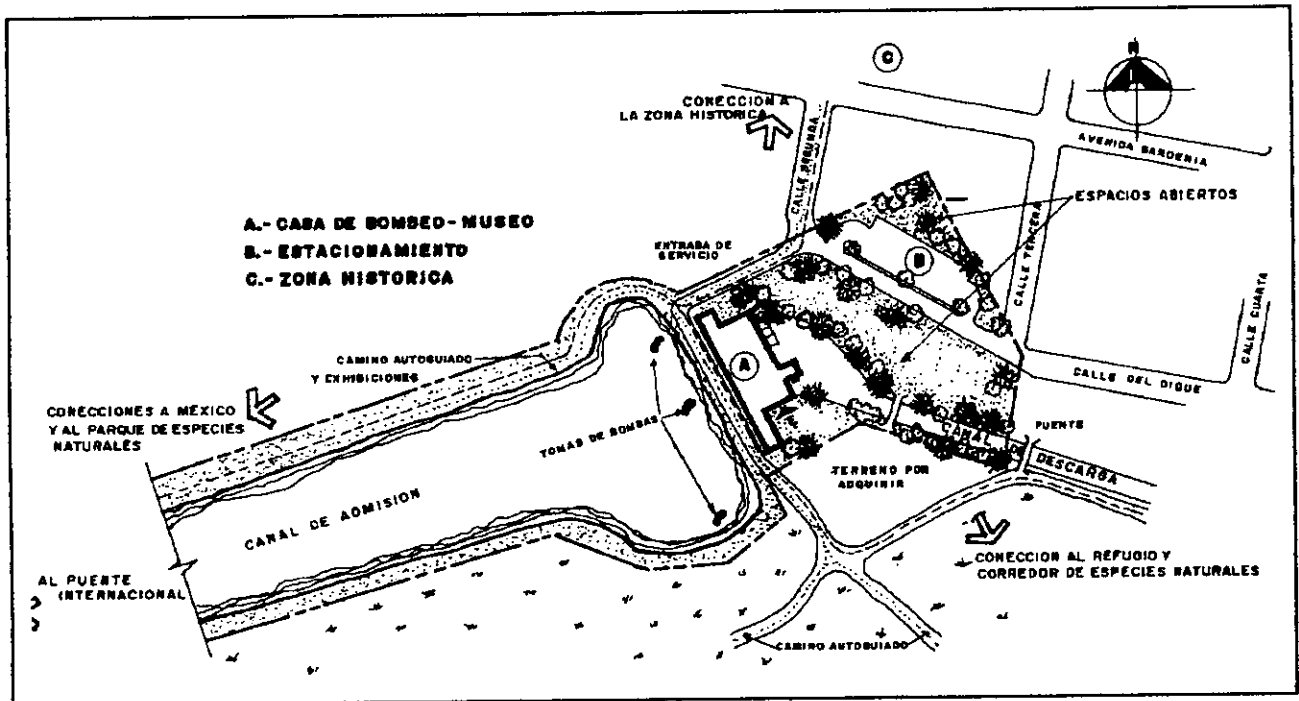 C
N
CONECCION A
LA ZONA HISTORICA
AVENIDA GARDENIA
CALLE SEGUNDA
ESPACIOS ABIERTOS
A.- CASA DE BOMBEO - MUSEO
B.- ESTACIONAMIENTO
C.- ZONA HISTORICA
ENTRADA DE
SERVICIO
B
CALLE TERCERA
CALLE CUARTA
CAMINO AUTOGUIADO
Y EXHIBICIONES
A
CALLE DEL DIQUE
CONECCIONES A MÉXICO
Y AL PARQUE DE ESPECIES
NATURALES
TOMAS DE BOMBAS
CANAL DE DESCARGA
PUENTE
TERRENO POR
ADQUIRIR
CANAL DE ADMISION
CONECCION AL REFUGIO Y
CORREDOR DE ESPECIES NATURALES
AL PUENTE
INTERNACIONAL
CAMINO AUTOGUIADO